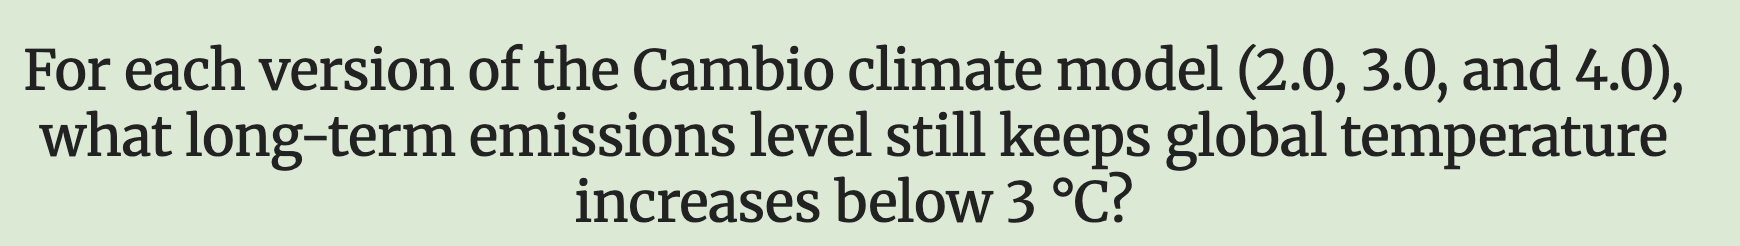 For each version of the Cambio climate model (2.0, 3.0, and 4.0),
what long-term emissions level still keeps global temperature
increases below 3 °C?